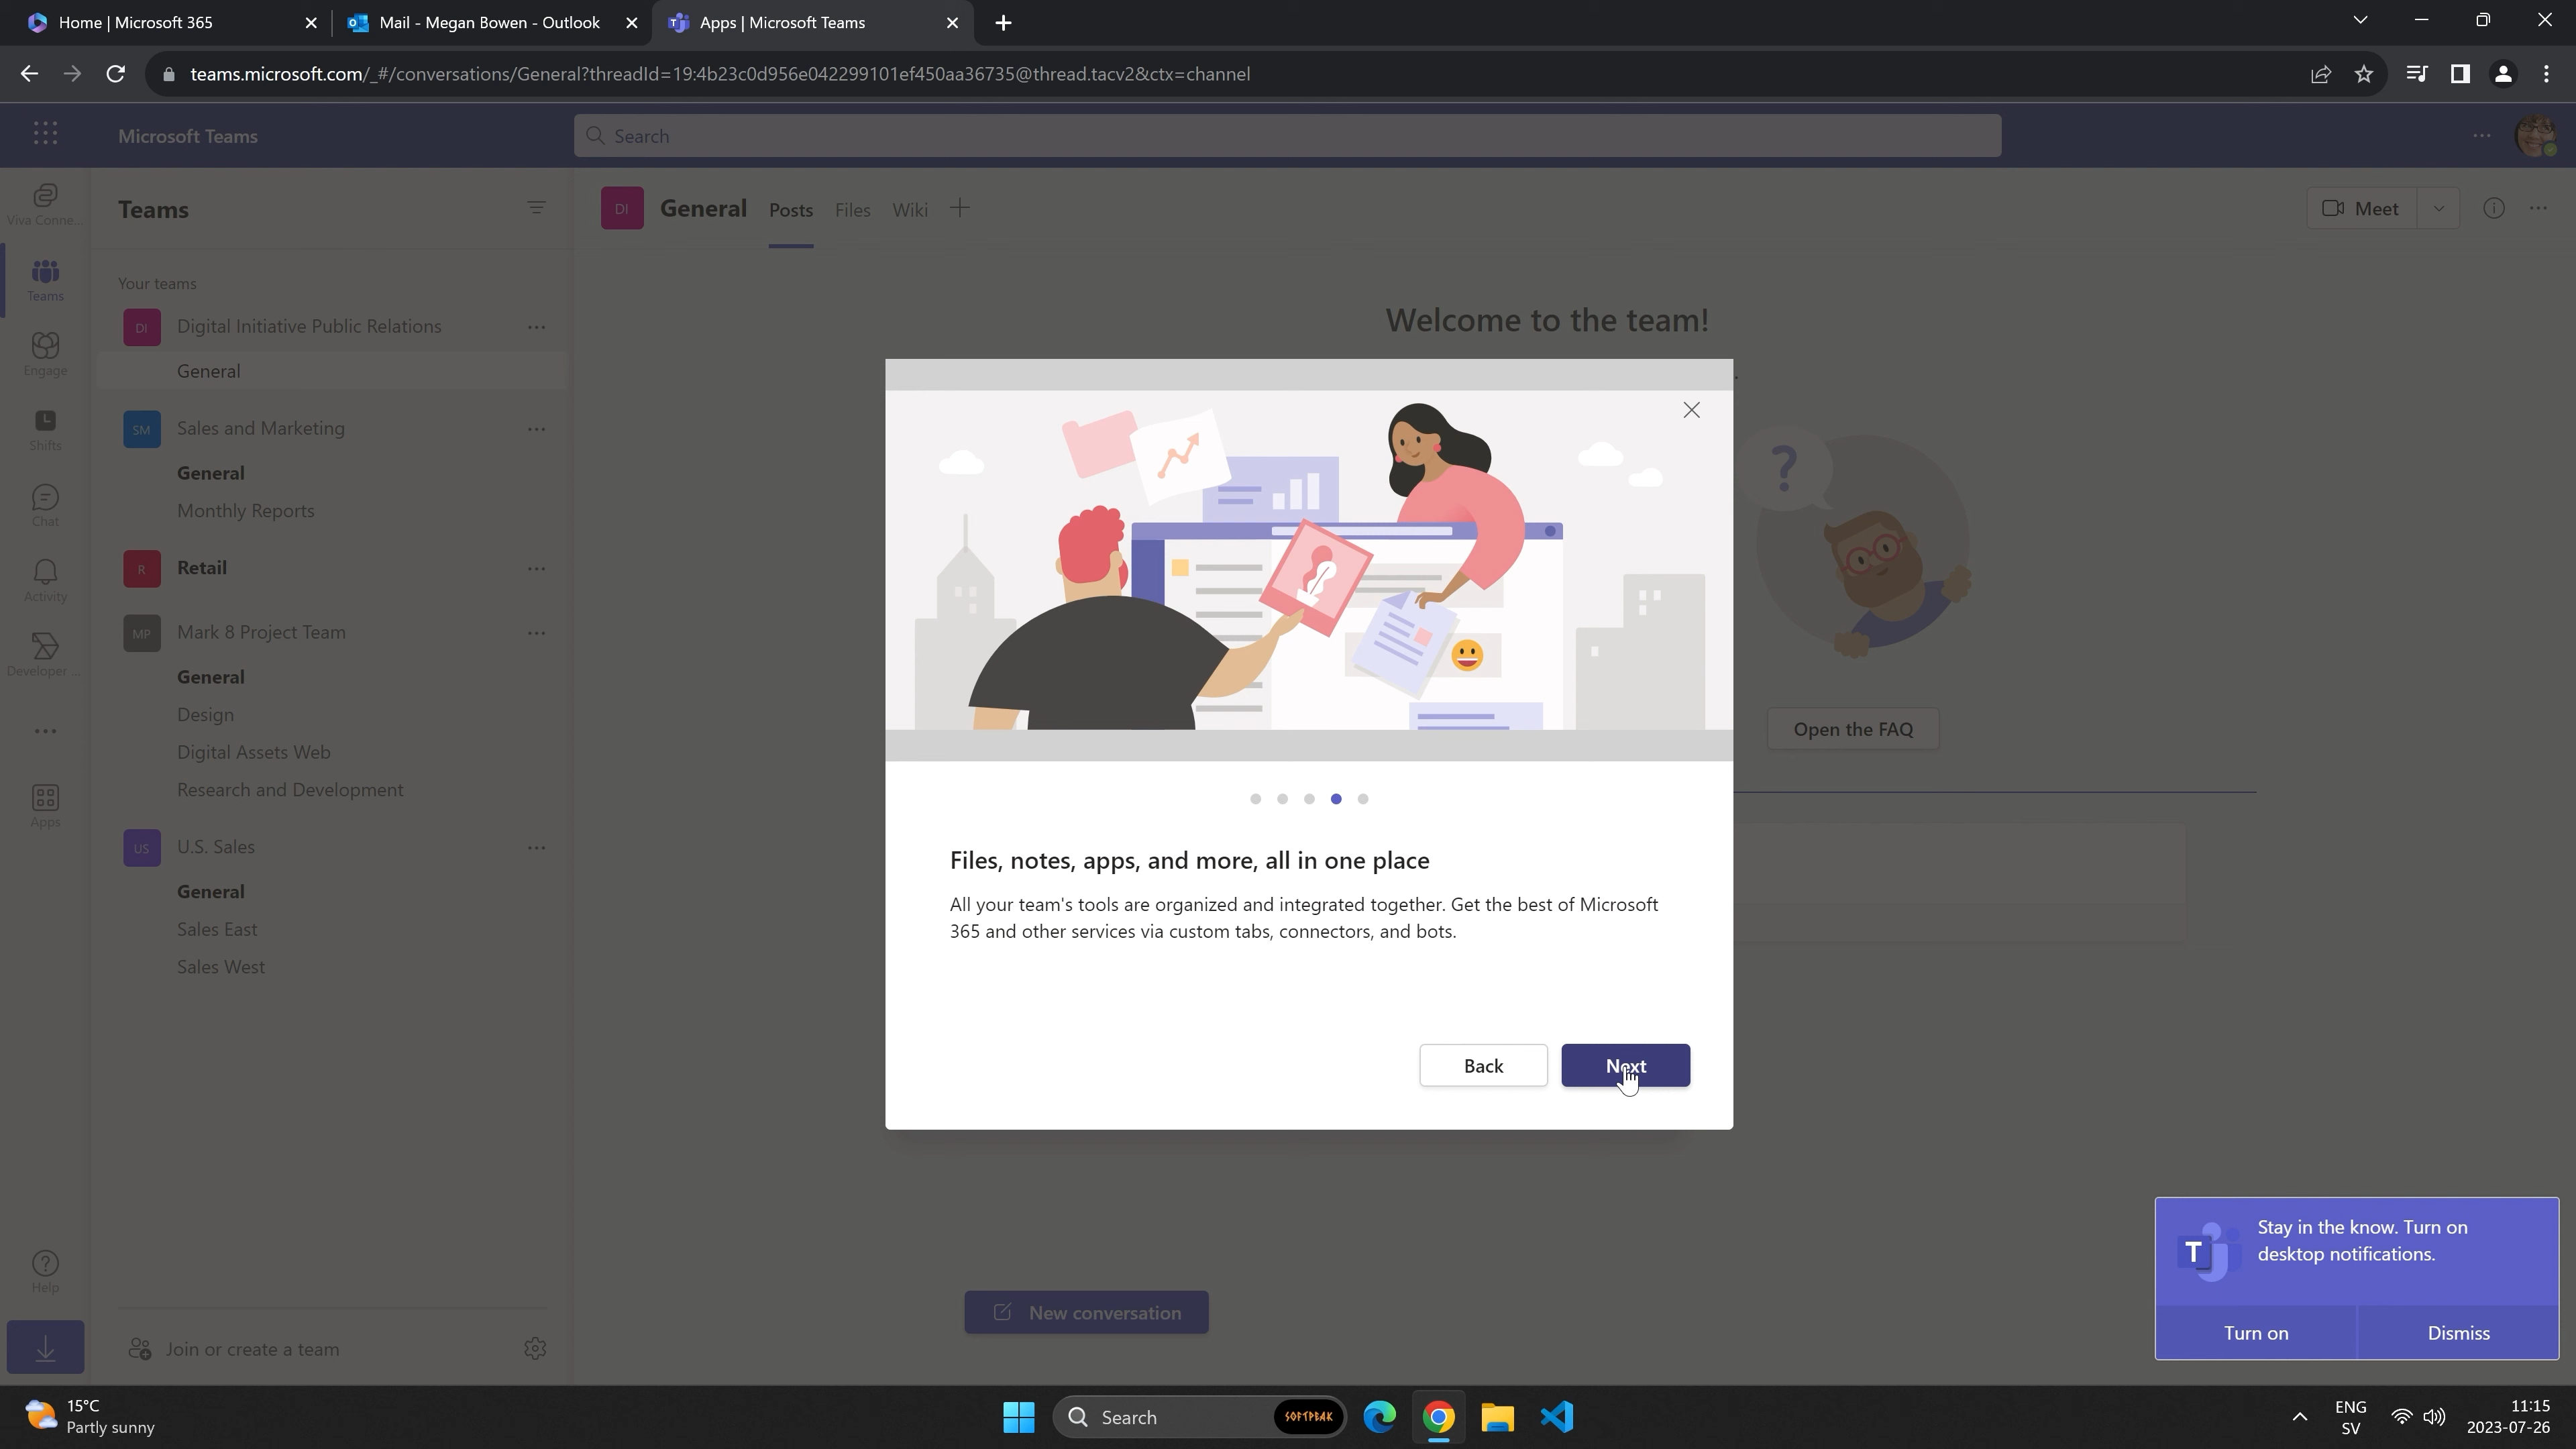 Home | Microsoft 365
Mail - Megan Bowen - Outlook
Apps | Microsoft Teams
teams.microsoft.com/_#/conversations/General?threadId=19:4b23c0d956e042299101ef450aa36735@thread.tacv2&ctx=channel
Microsoft Teams
Search
Viva Conne...
Teams
Engage
Shifts
Chat
Activity
Developer ...
Apps
Help
Teams
Your teams
DI Digital Initiative Public Relations
General
SM Sales and Marketing
General
Monthly Reports
R Retail
MP Mark 8 Project Team
General
Design
Digital Assets Web
Research and Development
US U.S. Sales
General
Sales East
Sales West
Join or create a team
DI General Posts Files Wiki
Meet
Welcome to the team!
?
Open the FAQ
Files, notes, apps, and more, all in one place
All your team's tools are organized and integrated together. Get the best of Microsoft
365 and other services via custom tabs, connectors, and bots.
Back
Next
New conversation
T
Stay in the know. Turn on
desktop notifications.
Turn on
Dismiss
15°C
Partly sunny
Search
SOFTPEAK
ENG
SV
11:15
2023-07-26